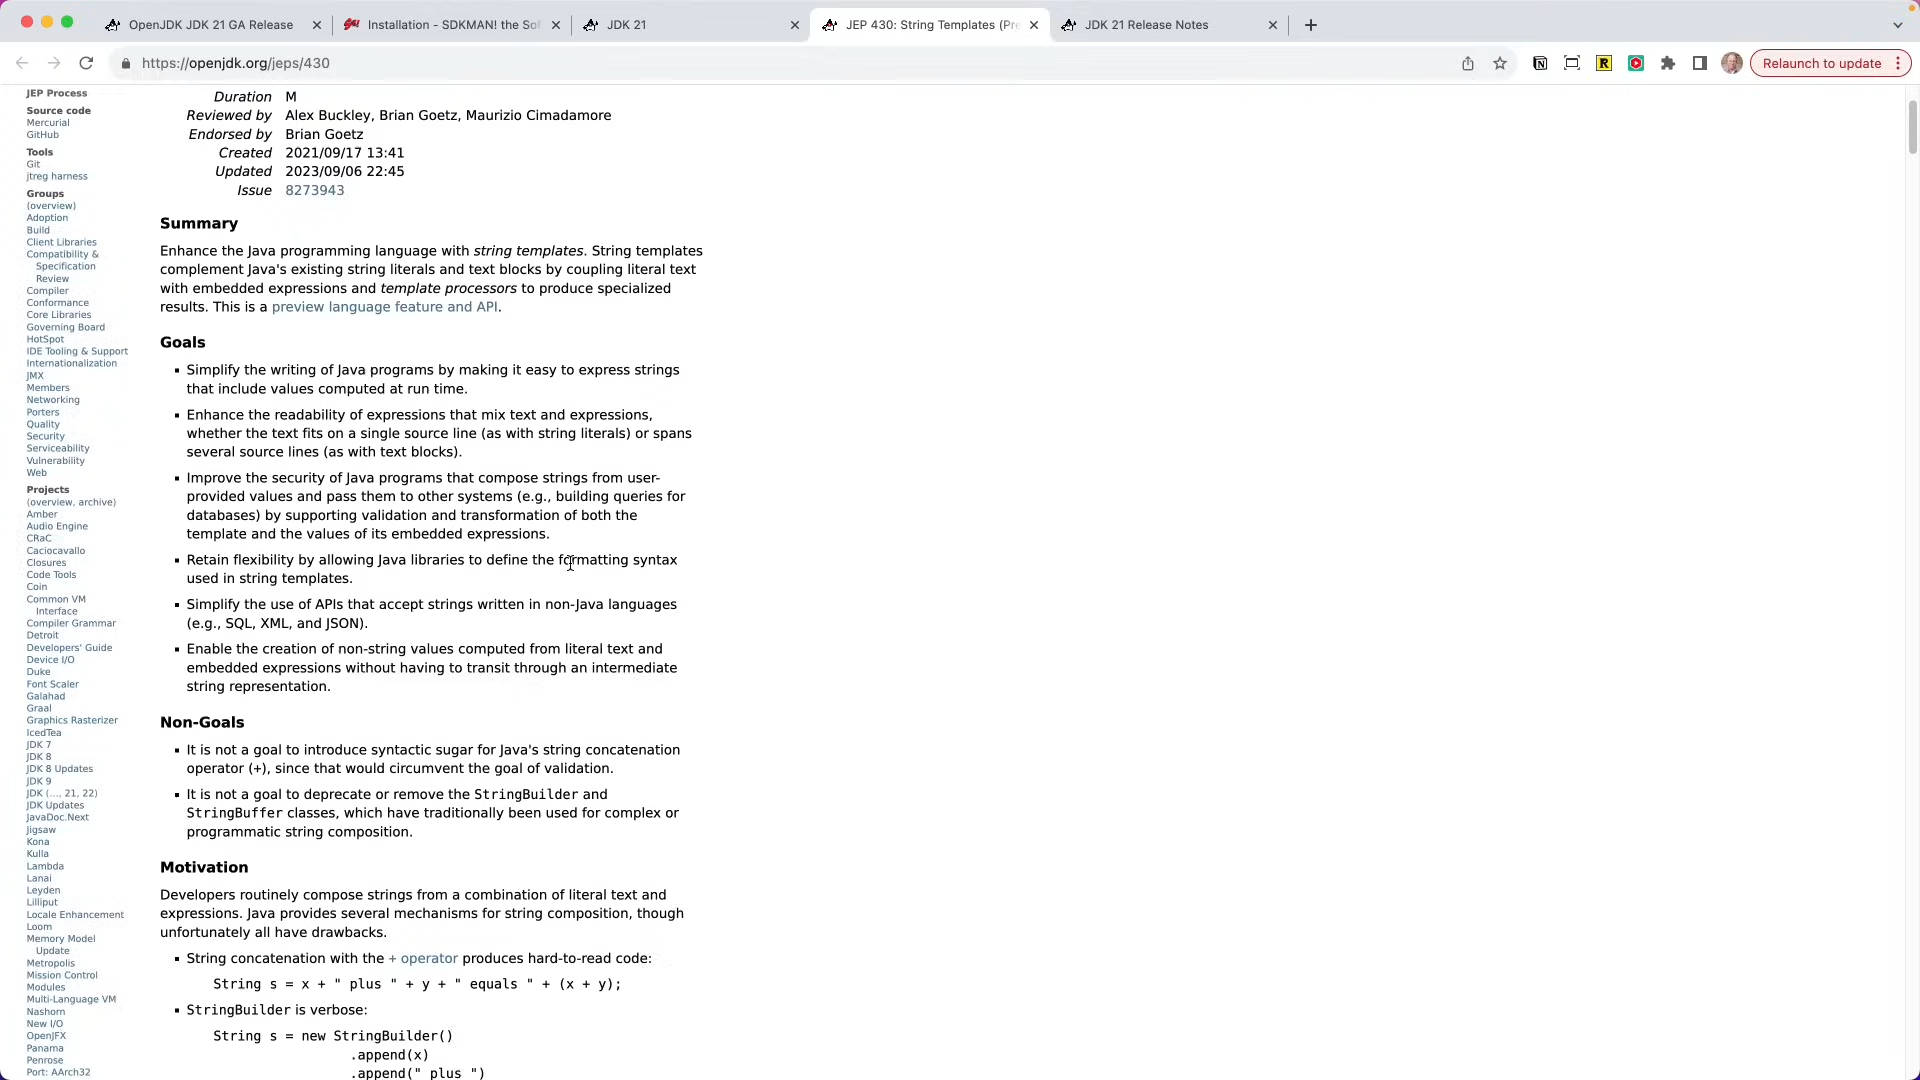 OpenJDK JDK 21 GA Release
Installation - SDKMAN! the Sof
JDK 21
JEP 430: String Templates (Pre
JDK 21 Release Notes
https://openjdk.org/jeps/430
Relaunch to update
JEP Process
Source code
Mercurial
GitHub
Tools
Git
jtreg harness
Groups
(overview)
Adoption
Build
Client Libraries
Compatibility &
Specification
Review
Compiler
Conformance
Core Libraries
Governing Board
HotSpot
IDE Tooling & Support
Internationalization
JMX
Members
Networking
Porters
Quality
Security
Serviceability
Vulnerability
Web
Projects
(overview, archive)
Amber
Audio Engine
CRaC
Caciocavallo
Closures
Code Tools
Coin
Common VM
Interface
Compiler Grammar
Detroit
Developers' Guide
Device I/O
Duke
Font Scaler
Galahad
Graal
Graphics Rasterizer
IcedTea
JDK 7
JDK 8
JDK 8 Updates
JDK 9
JDK (..., 21, 22)
JDK Updates
JavaDoc.Next
Jigsaw
Kona
Kulla
Lambda
Lanai
Leyden
Lilliput
Locale Enhancement
Loom
Memory Model
Update
Metropolis
Mission Control
Modules
Multi-Language VM
Nashorn
New I/O
OpenJFX
Panama
Penrose
Port: AArch32
Duration M
Reviewed by Alex Buckley, Brian Goetz, Maurizio Cimadamore
Endorsed by Brian Goetz
Created 2021/09/17 13:41
Updated 2023/09/06 22:45
Issue 8273943
Summary
Enhance the Java programming language with string templates. String templates
complement Java's existing string literals and text blocks by coupling literal text
with embedded expressions and template processors to produce specialized
results. This is a preview language feature and API.
Goals
▪ Simplify the writing of Java programs by making it easy to express strings
that include values computed at run time.
▪ Enhance the readability of expressions that mix text and expressions,
whether the text fits on a single source line (as with string literals) or spans
several source lines (as with text blocks).
▪ Improve the security of Java programs that compose strings from user-
provided values and pass them to other systems (e.g., building queries for
databases) by supporting validation and transformation of both the
template and the values of its embedded expressions.
▪ Retain flexibility by allowing Java libraries to define the formatting syntax
used in string templates.
▪ Simplify the use of APIs that accept strings written in non-Java languages
(e.g., SQL, XML, and JSON).
▪ Enable the creation of non-string values computed from literal text and
embedded expressions without having to transit through an intermediate
string representation.
Non-Goals
▪ It is not a goal to introduce syntactic sugar for Java's string concatenation
operator (+), since that would circumvent the goal of validation.
▪ It is not a goal to deprecate or remove the StringBuilder and
StringBuffer classes, which have traditionally been used for complex or
programmatic string composition.
Motivation
Developers routinely compose strings from a combination of literal text and
expressions. Java provides several mechanisms for string composition, though
unfortunately all have drawbacks.
▪ String concatenation with the + operator produces hard-to-read code:
String s = x + " plus " + y + " equals " + (x + y);
▪ StringBuilder is verbose:
String s = new StringBuilder()
.append(x)
.append(" plus ")